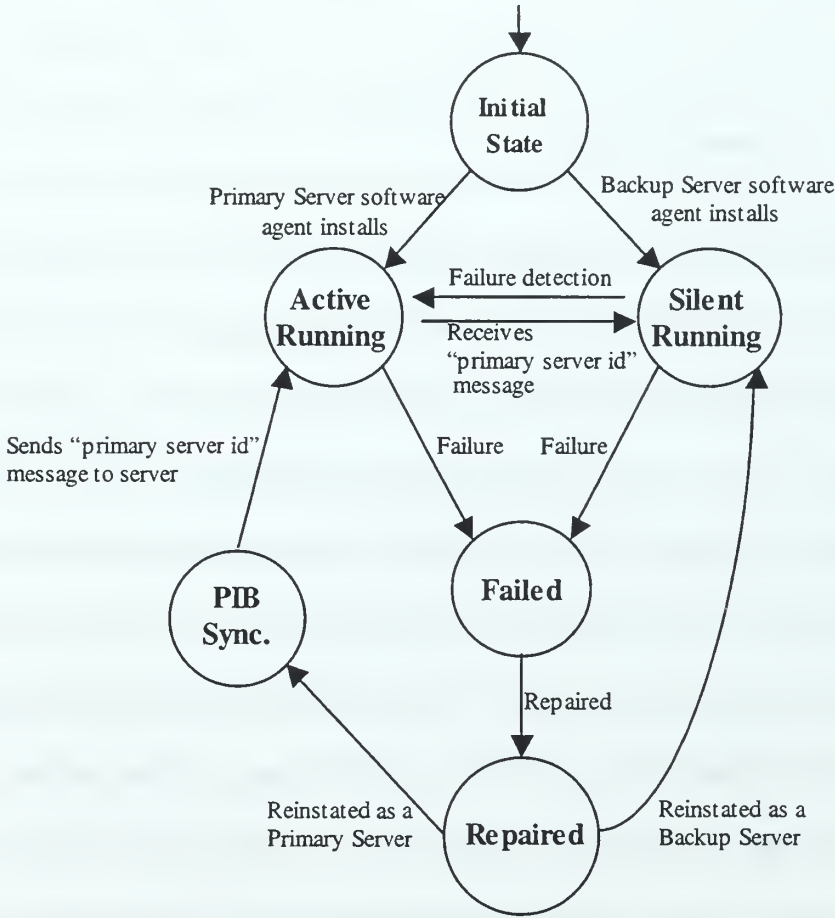 Initial
State
Primary Server software
agent installs
Backup Server software
agent installs
Active
Running
Failure detection
Silent
Running
Receives
“primary server id”
message
Sends “primary server id”
message to server
Failure
Failure
PIB
Sync.
Failed
Repaired
Reinstated as a
Primary Server
Repaired
Reinstated as a
Backup Server